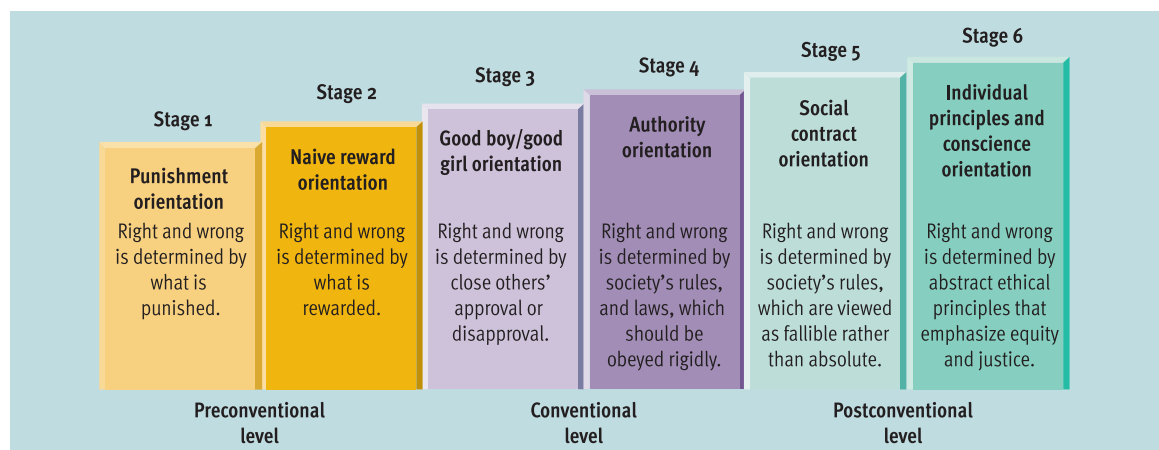 Stage 1
Punishment
orientation
Right and wrong
is determined by
what is
punished.
Stage 2
Naive reward
orientation
Right and wrong
is determined by
what is
rewarded.
Stage 3
Good boy/good
girl orientation
Right and wrong
is determined by
close others’
approval or
disapproval.
Stage 4
Authority
orientation
Right and wrong
is determined by
society’s rules,
and laws, which
should be
obeyed rigidly.
Stage 5
Social
contract
orientation
Right and wrong
is determined by
society’s rules,
which are viewed
as fallible rather
than absolute.
Stage 6
Individual
principles and
conscience
orientation
Right and wrong
is determined by
abstract ethical
principles that
emphasize equity
and justice.
Preconventional
level
Conventional
level
Postconventional
level